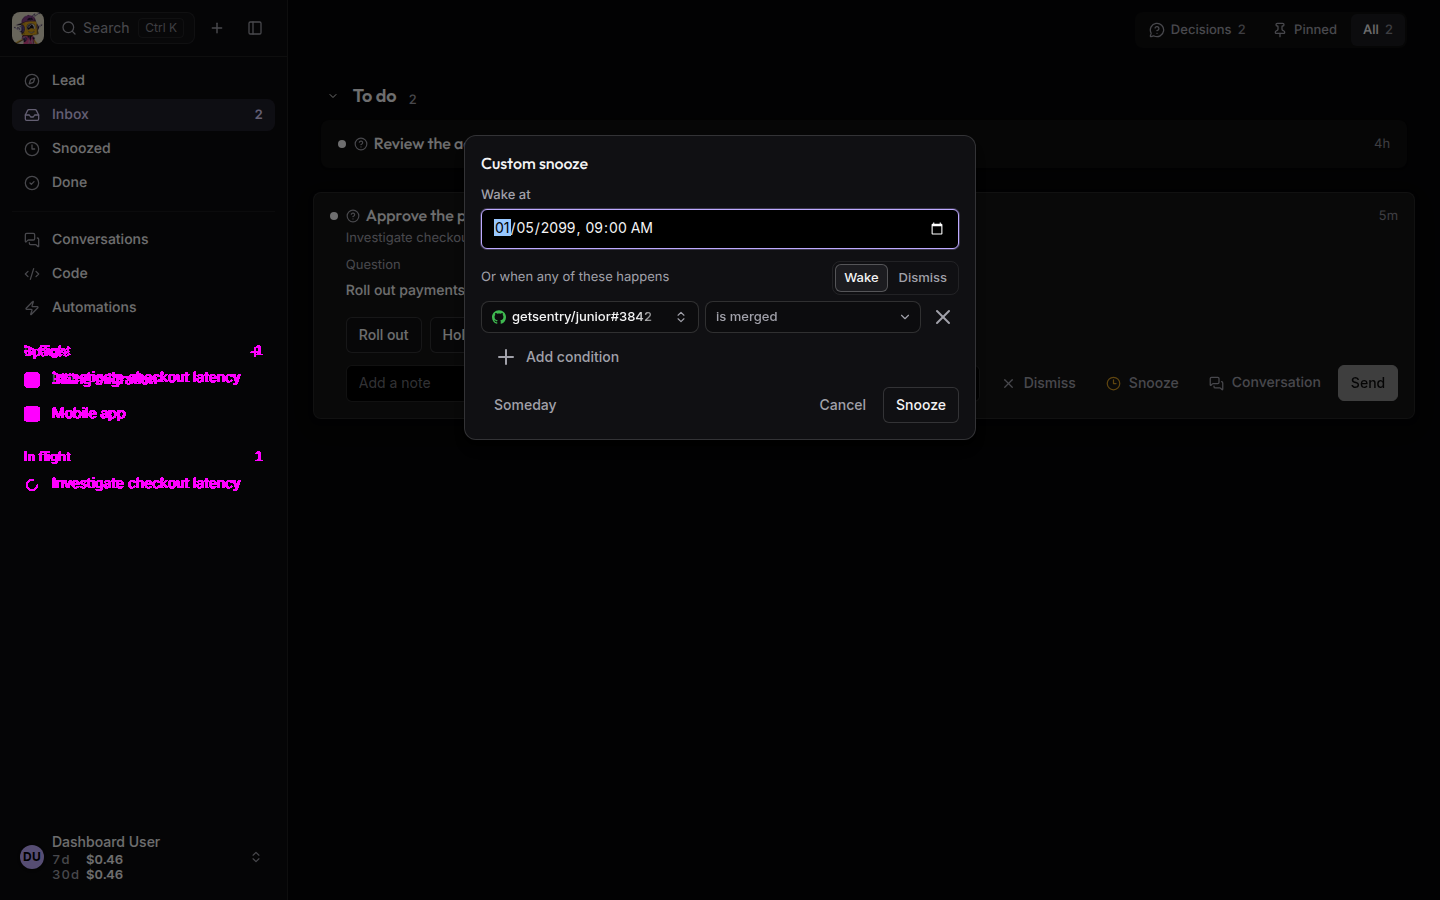 Search Ctrl K
Lead
Inbox 2
Snoozed
Done
Conversations
Code
Automations
Investigate checkout latency
Mobile app
In flight 1
Investigate checkout latency
DU Dashboard User
7d $0.46
30d $0.46
Decisions 2 Pinned All 2
To do 2
Review the a 4h
Approve the p 5m
Investigate checkou
Question
Roll out payments
Roll out Hol
Add a note
Dismiss Snooze Conversation Send
Custom snooze
Wake at
01/05/2099, 09:00 AM
Or when any of these happens Wake Dismiss
getsentry/junior#3842 is merged
Add condition
Someday Cancel Snooze